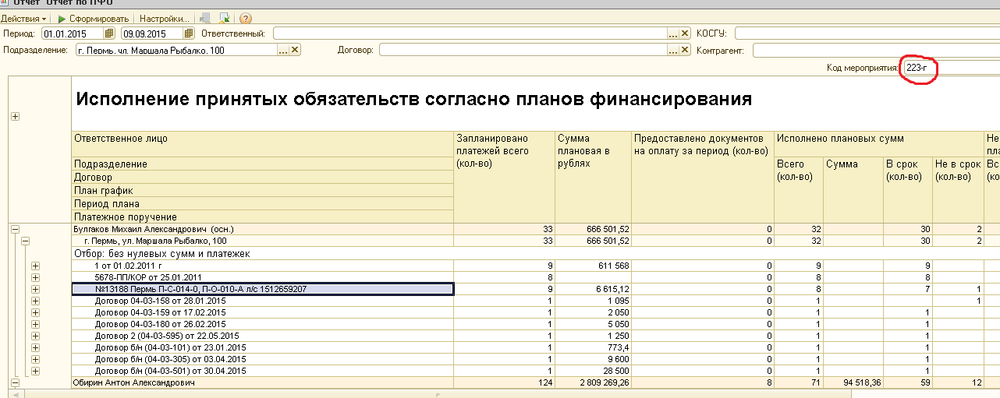 Отчет Отчет по ПФО
Действия Сформировать Настройки...
Период: 01.01.2015 09.09.2015 Ответственный: ... КОСГУ:
Подразделение: г. Пермь, ул. Маршала Рыбалко, 100 ... Договор: ... Контрагент:
Код мероприятия: 223-г
Исполнение принятых обязательств согласно планов финансирования
Ответственное лицо
Подразделение
Договор
План график
Период плана
Платежное поручение
Запланировано
платежей всего
(кол-во)
Сумма
плановая в
рублях
Предоставлено документов
на оплату за период (кол-во)
Исполнено плановых сумм
Всего
(кол-во)
Сумма
В срок
(кол-во)
Не в срок
(кол-во)
Не
пла
Вс
(ко
Булгаков Михаил Александрович (осн.) 33 666 501,52 0 32 30 2
г. Пермь, ул. Маршала Рыбалко, 100 33 666 501,52 0 32 30 2
Отбор: без нулевых сумм и платежек
1 от 01.02.2011 г 9 611 568 0 9 9
5678-ПП/КОР от 25.01.2011 8 0 8 8
№13188 Пермь П-С-014-0, П-О-010-А л/с 1512659207 9 6 615,12 0 8 7 1
Договор 04-03-158 от 28.01.2015 1 1 095 0 1 1
Договор 04-03-159 от 17.02.2015 1 2 050 0 1 1
Договор 04-03-180 от 26.02.2015 1 5 050 0 1 1
Договор 2 (04-03-595) от 22.05.2015 1 1 250 0 1 1
Договор б/н (04-03-101) от 23.01.2015 1 773,4 0 1 1
Договор б/н (04-03-305) от 03.04.2015 1 9 600 0 1 1
Договор б/н (04-03-501) от 30.04.2015 1 28 500 0 1 1
Обирин Антон Александрович 124 2 809 269,26 8 71 94 518,36 59 12